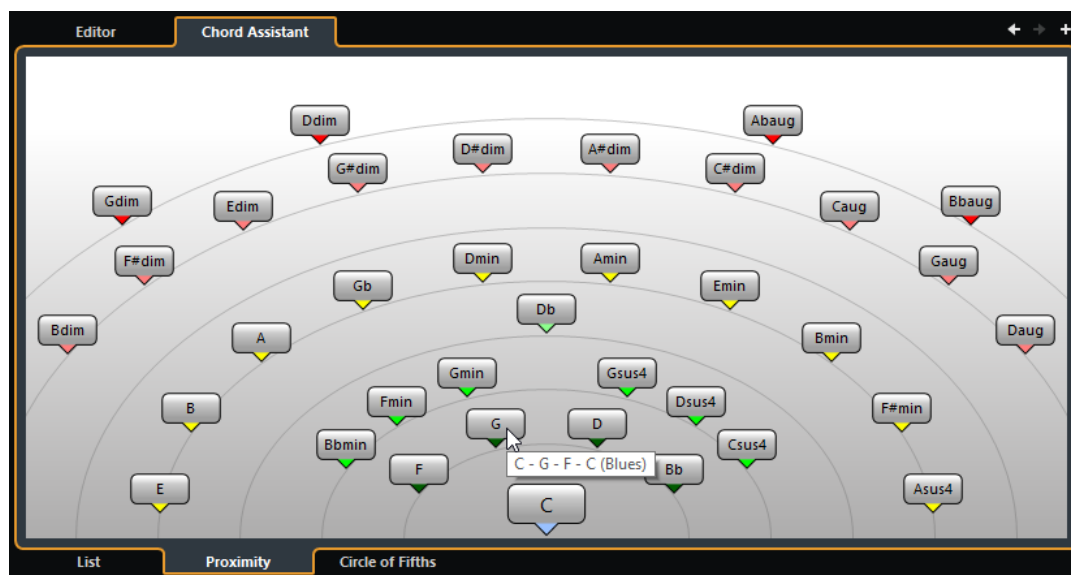 Editor
Chord Assistant
Ddim
Abaug
D#dim
A#dim
G#dim
C#dim
Gdim
Edim
Caug
Bbaug
F#dim
Dmin
Amin
Gaug
Gb
Emin
Db
Bdim
A
Bmin
Daug
Gmin
Gsus4
B
Fmin
Dsus4
F#min
G
D
Bbmin
Csus4
C - G - F - C (Blues)
F
Bb
E
Asus4
C
List
Proximity
Circle of Fifths